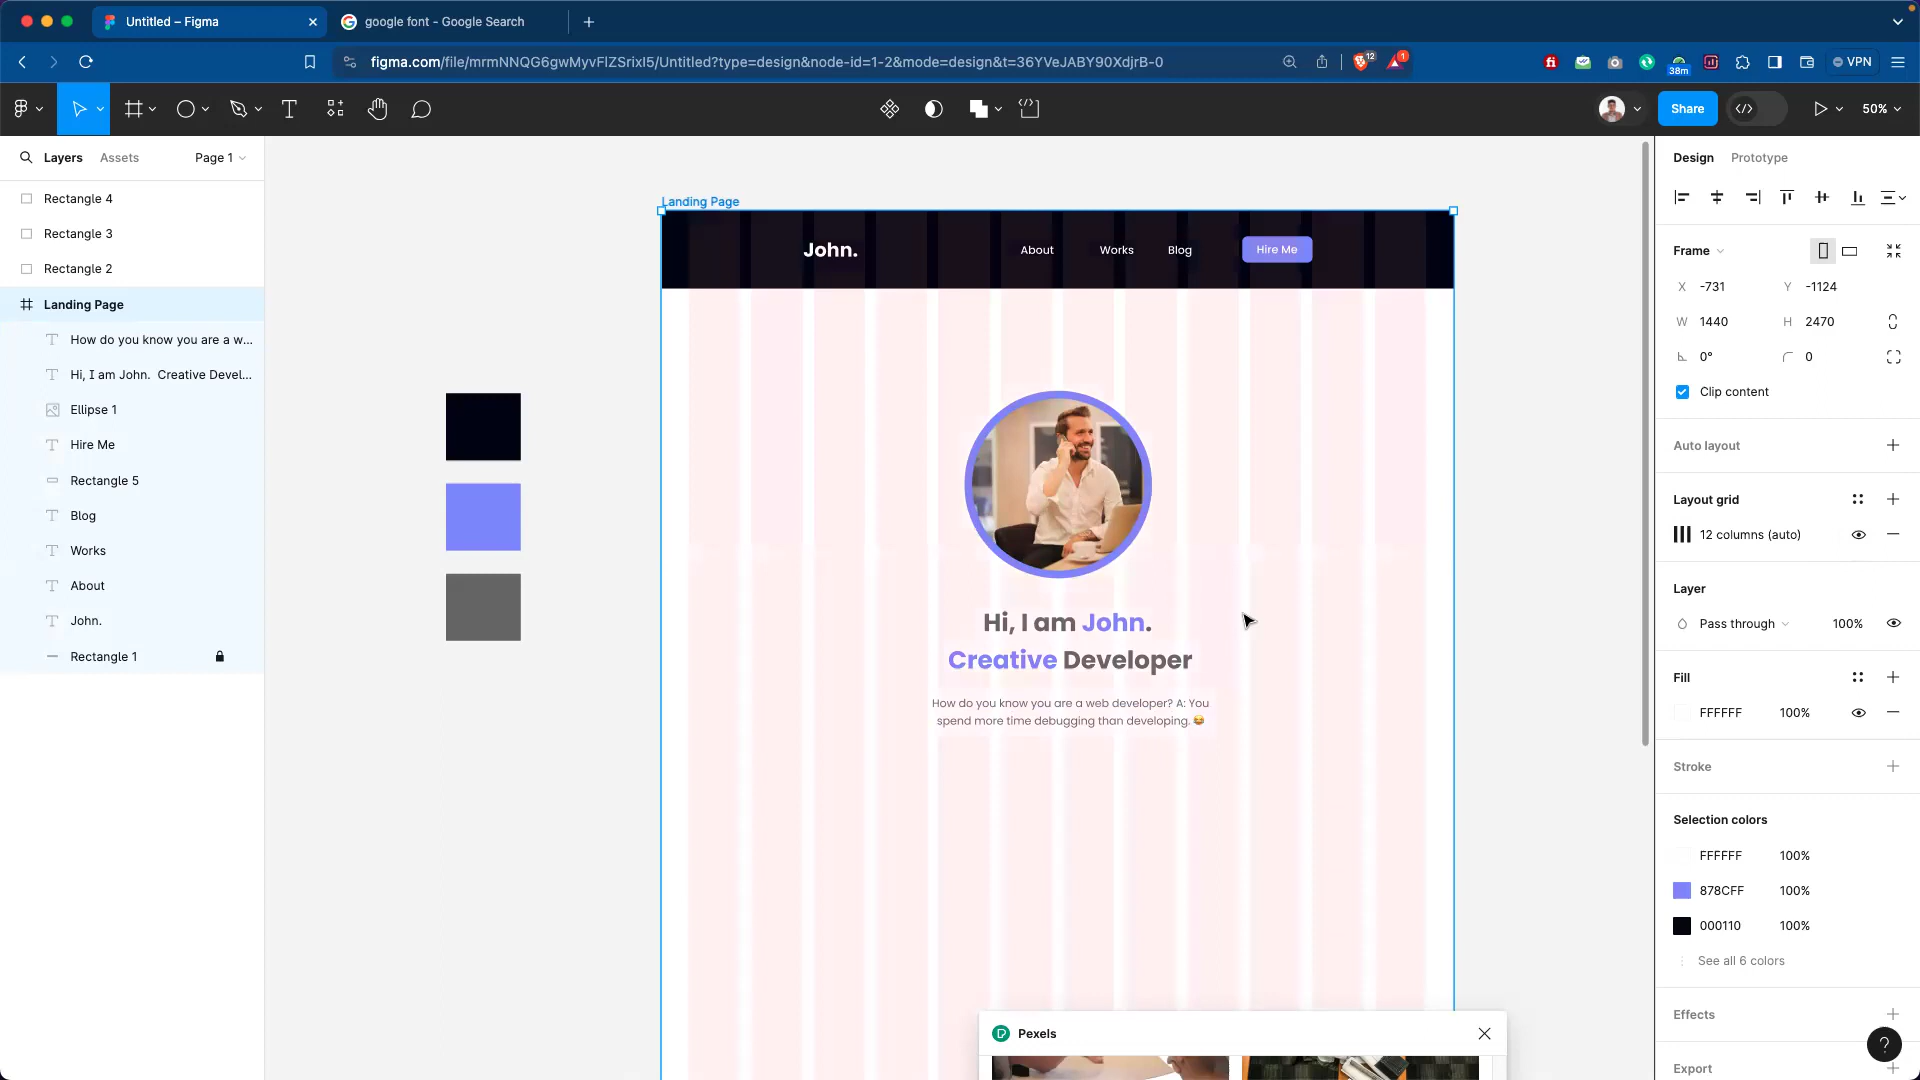 Untitled – Figma
google font - Google Search
figma.com/file/mrmNNQG6gwMyvFlZSrixl5/Untitled?type=design&node-id=1-2&mode=design&t=36YVeJABY90XdjrB-0
12
1
38m
VPN
Share
50%
Layers
Assets
Page 1
Rectangle 4
Rectangle 3
Rectangle 2
Landing Page
How do you know you are a w...
Hi, I am John. Creative Devel...
Ellipse 1
Hire Me
Rectangle 5
Blog
Works
About
John.
Rectangle 1
Landing Page
John.
About
Works
Blog
Hire Me
Hi, I am John.
Creative Developer
How do you know you are a web developer? A: You
spend more time debugging than developing. 😂
Pexels
Design
Prototype
Frame
X -731
Y -1124
W 1440
H 2470
0°
0
Clip content
Auto layout
Layout grid
12 columns (auto)
Layer
Pass through
100%
Fill
FFFFFF 100%
Stroke
Selection colors
FFFFFF 100%
878CFF 100%
000110 100%
See all 6 colors
Effects
Export
?